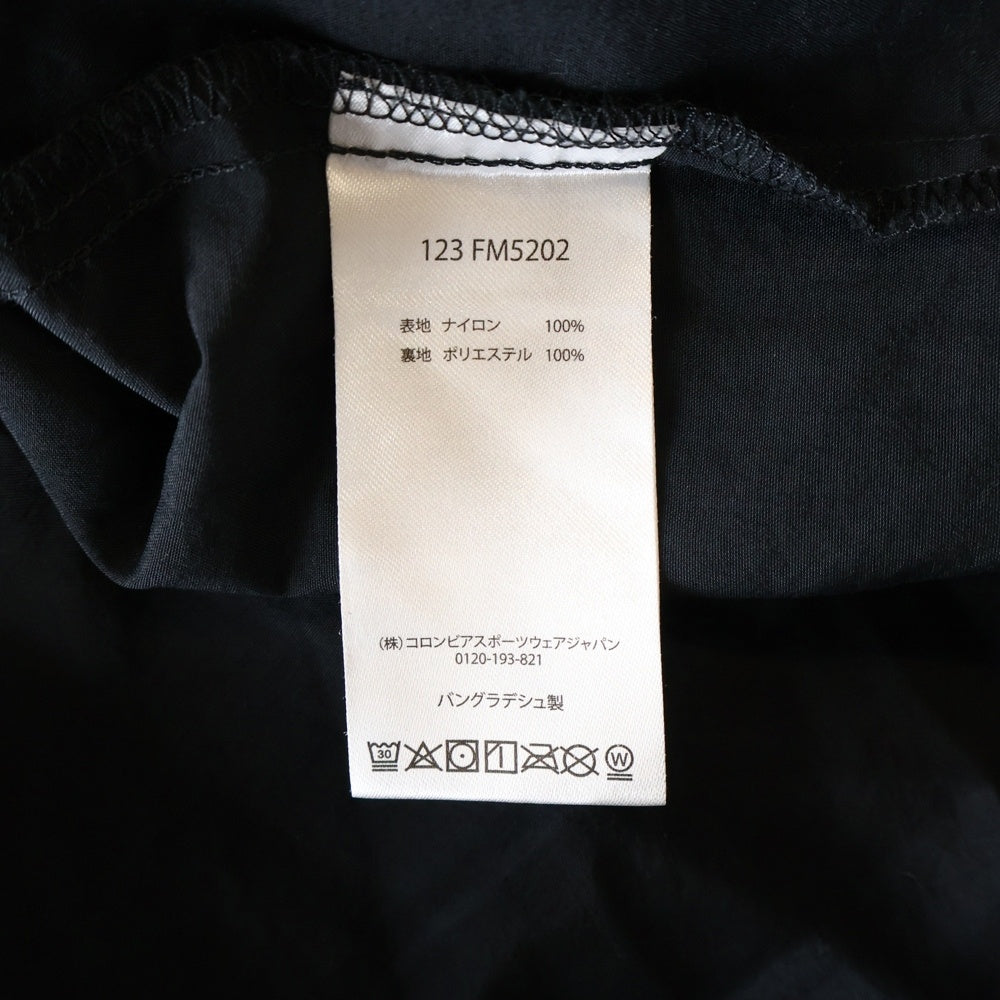 123 FM5202
表地 ナイロン 100%
裏地 ポリエステル 100%
(株)コロンビアスポーツウェアジャパン
0120-193-821
バングラデシュ製
30 W